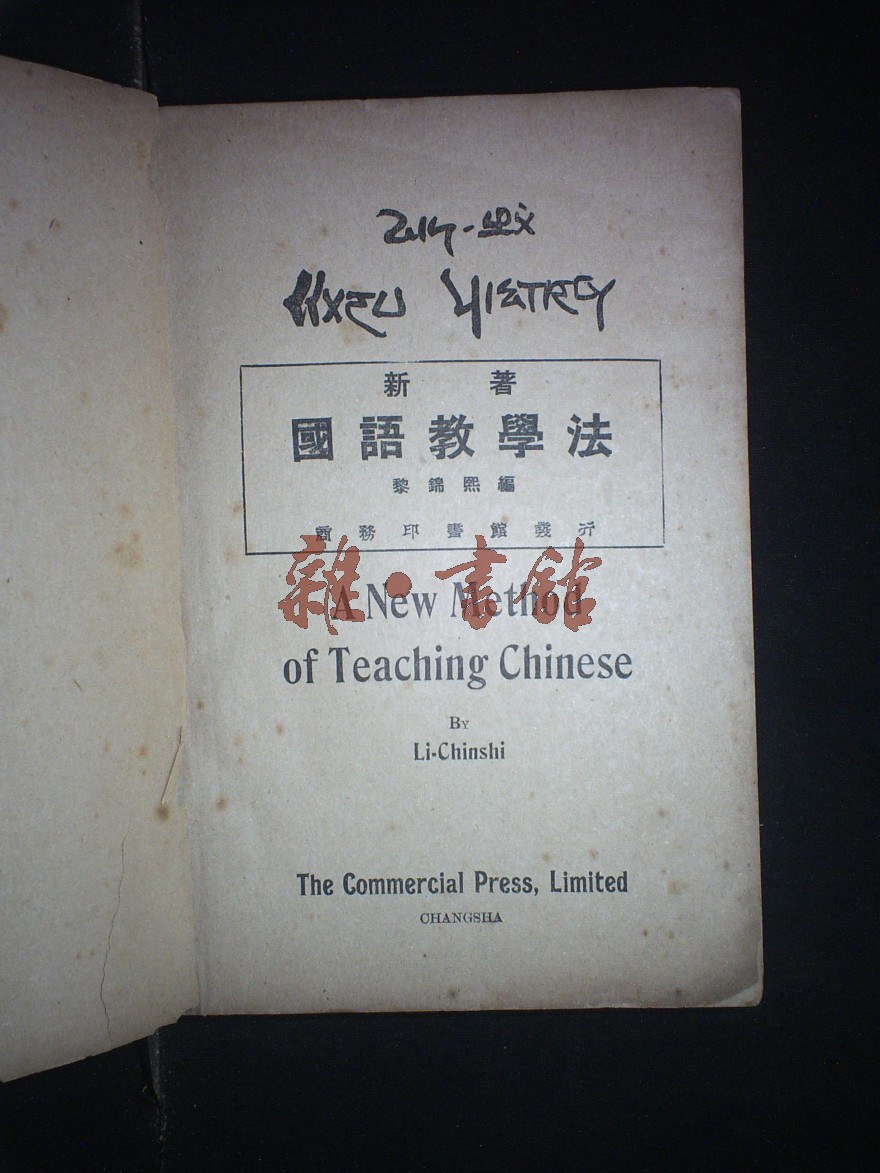 新著
國語教學法
黎錦熙編
商務印書館發行
雜·書館
A New Method
of Teaching Chinese
By
Li-Chinshi
The Commercial Press, Limited
CHANGSHA